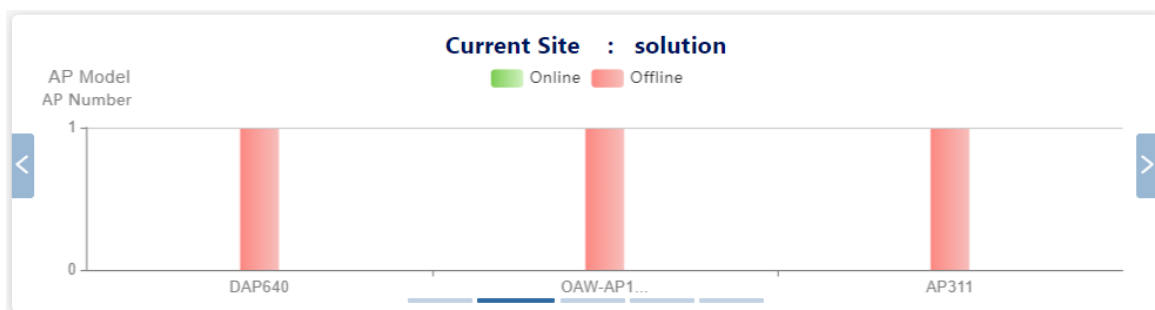 Current Site : solution
Online Offline
AP Model
AP Number
1
0
DAP640 OAW-AP1... AP311